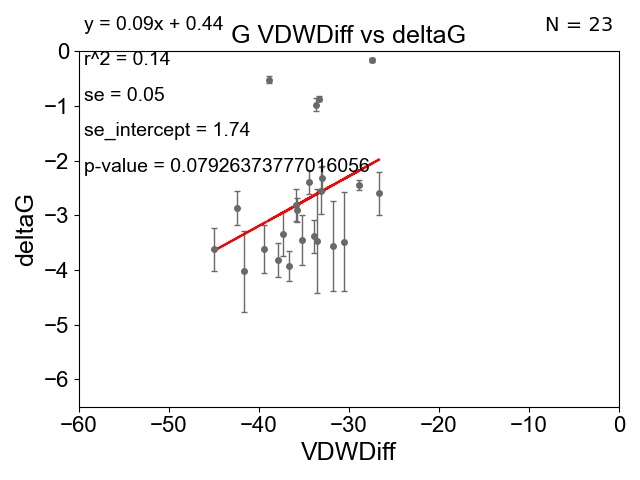 y = 0.09x + 0.44
N = 23
G VDWDiff vs deltaG
r^2 = 0.14
se = 0.05
se_intercept = 1.74
p-value = 0.07926373777016056
deltaG
0
−1
−2
−3
−4
−5
−6
−60 −50 −40 −30 −20 −10 0
VDWDiff